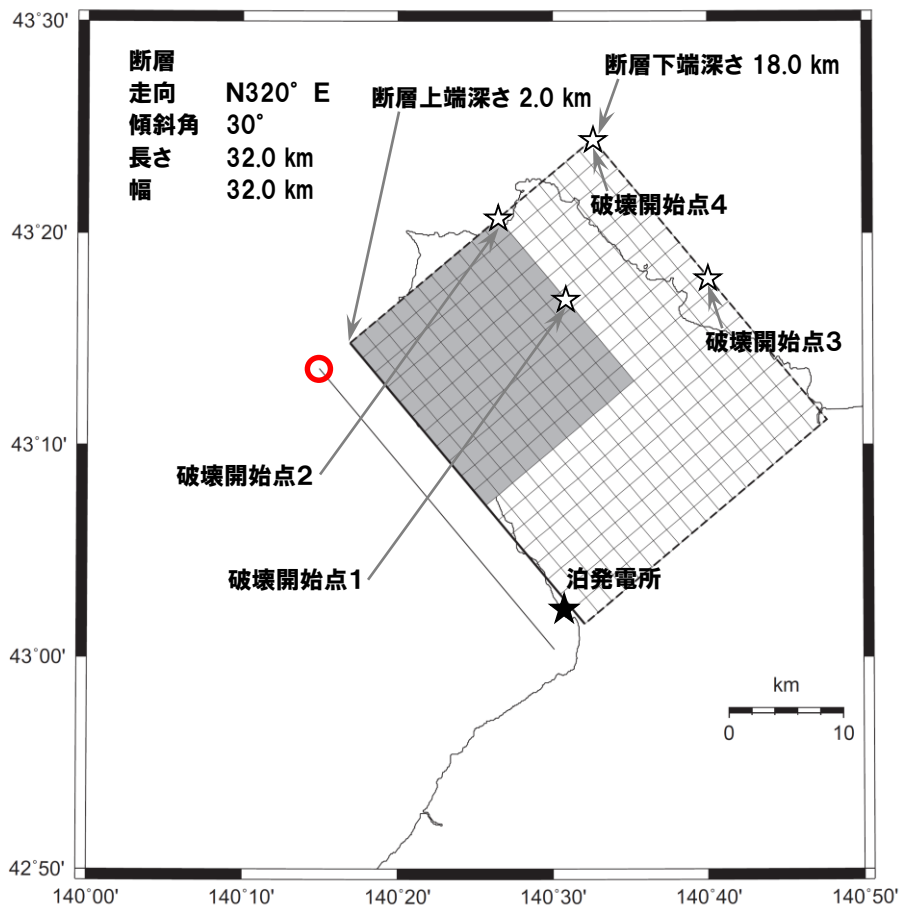 43°30'
断層
走向 N320° E
傾斜角 30°
長さ 32.0 km
幅 32.0 km
断層下端深さ 18.0 km
断層上端深さ 2.0 km
破壊開始点4
43°20'
破壊開始点3
43°10'
破壊開始点2
破壊開始点1
泊発電所
43°00'
km
0 10
42°50'
140°00' 140°10' 140°20' 140°30' 140°40' 140°50'